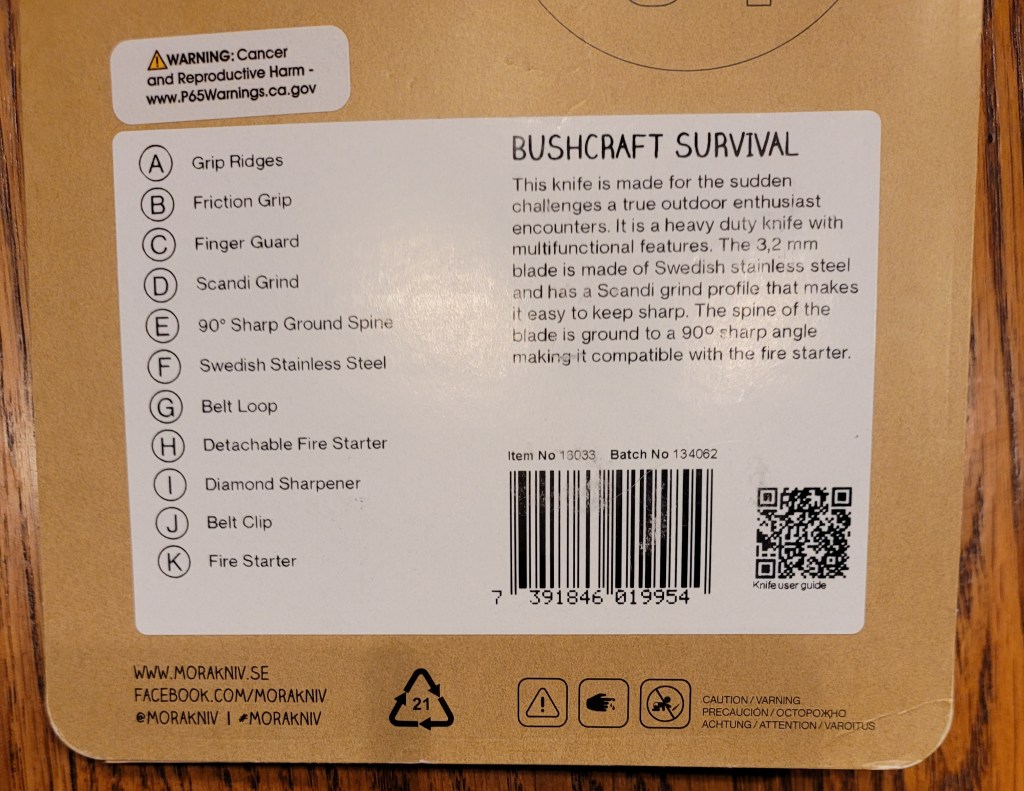 ⚠WARNING: Cancer
and Reproductive Harm -
www.P65Warnings.ca.gov
A Grip Ridges
B Friction Grip
C Finger Guard
D Scandi Grind
E 90° Sharp Ground Spine
F Swedish Stainless Steel
G Belt Loop
H Detachable Fire Starter
I Diamond Sharpener
J Belt Clip
K Fire Starter
BUSHCRAFT SURVIVAL
This knife is made for the sudden
challenges a true outdoor enthusiast
encounters. It is a heavy duty knife with
multifunctional features. The 3,2 mm
blade is made of Swedish stainless steel
and has a Scandi grind profile that makes
it easy to keep sharp. The spine of the
blade is ground to a 90º sharp angle
making it compatible with the fire starter.
Item No 13033 Batch No 134062
7 391846 019954
Knife user guide
WWW.MORAKNIV.SE
FACEBOOK.COM/MORAKNIV
@MORAKNIV | #MORAKNIV
21
CAUTION / VARNING
PRECAUCIÓN / ОСТОРОЖНО
ACHTUNG / ATTENTION / VAROITUS